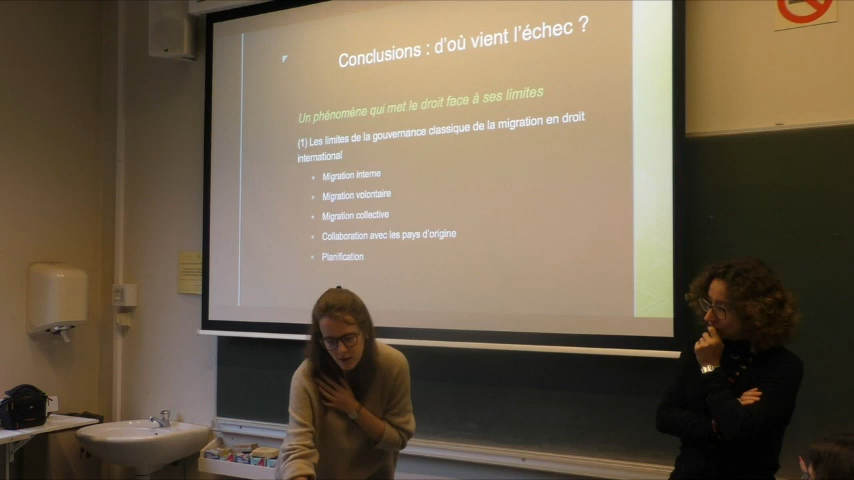 Conclusions : d'où vient l'échec ?
Un phénomène qui met le droit face à ses limites
(1) Les limites de la gouvernance classique de la migration en droit
international
Migration interne
Migration volontaire
Migration collective
Collaboration avec les pays d'origine
Planification